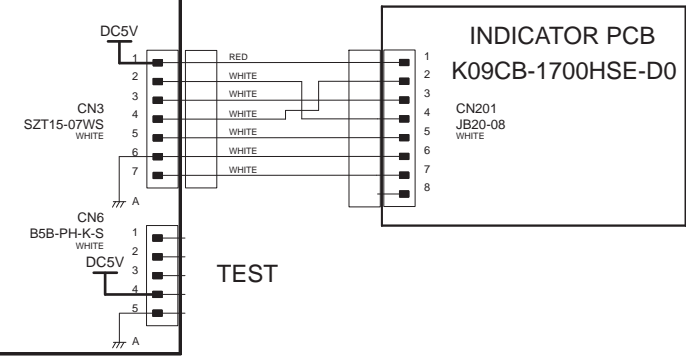 DC5V
1
2
3
4
5
6
7
CN3
SZT15-07WS
WHITE
A
RED
WHITE
WHITE
WHITE
WHITE
WHITE
WHITE
1
2
3
4
5
6
7
8
INDICATOR PCB
K09CB-1700HSE-D0
CN201
JB20-08
WHITE
CN6
B5B-PH-K-S
WHITE
DC5V
1
2
3
4
5
A
TEST